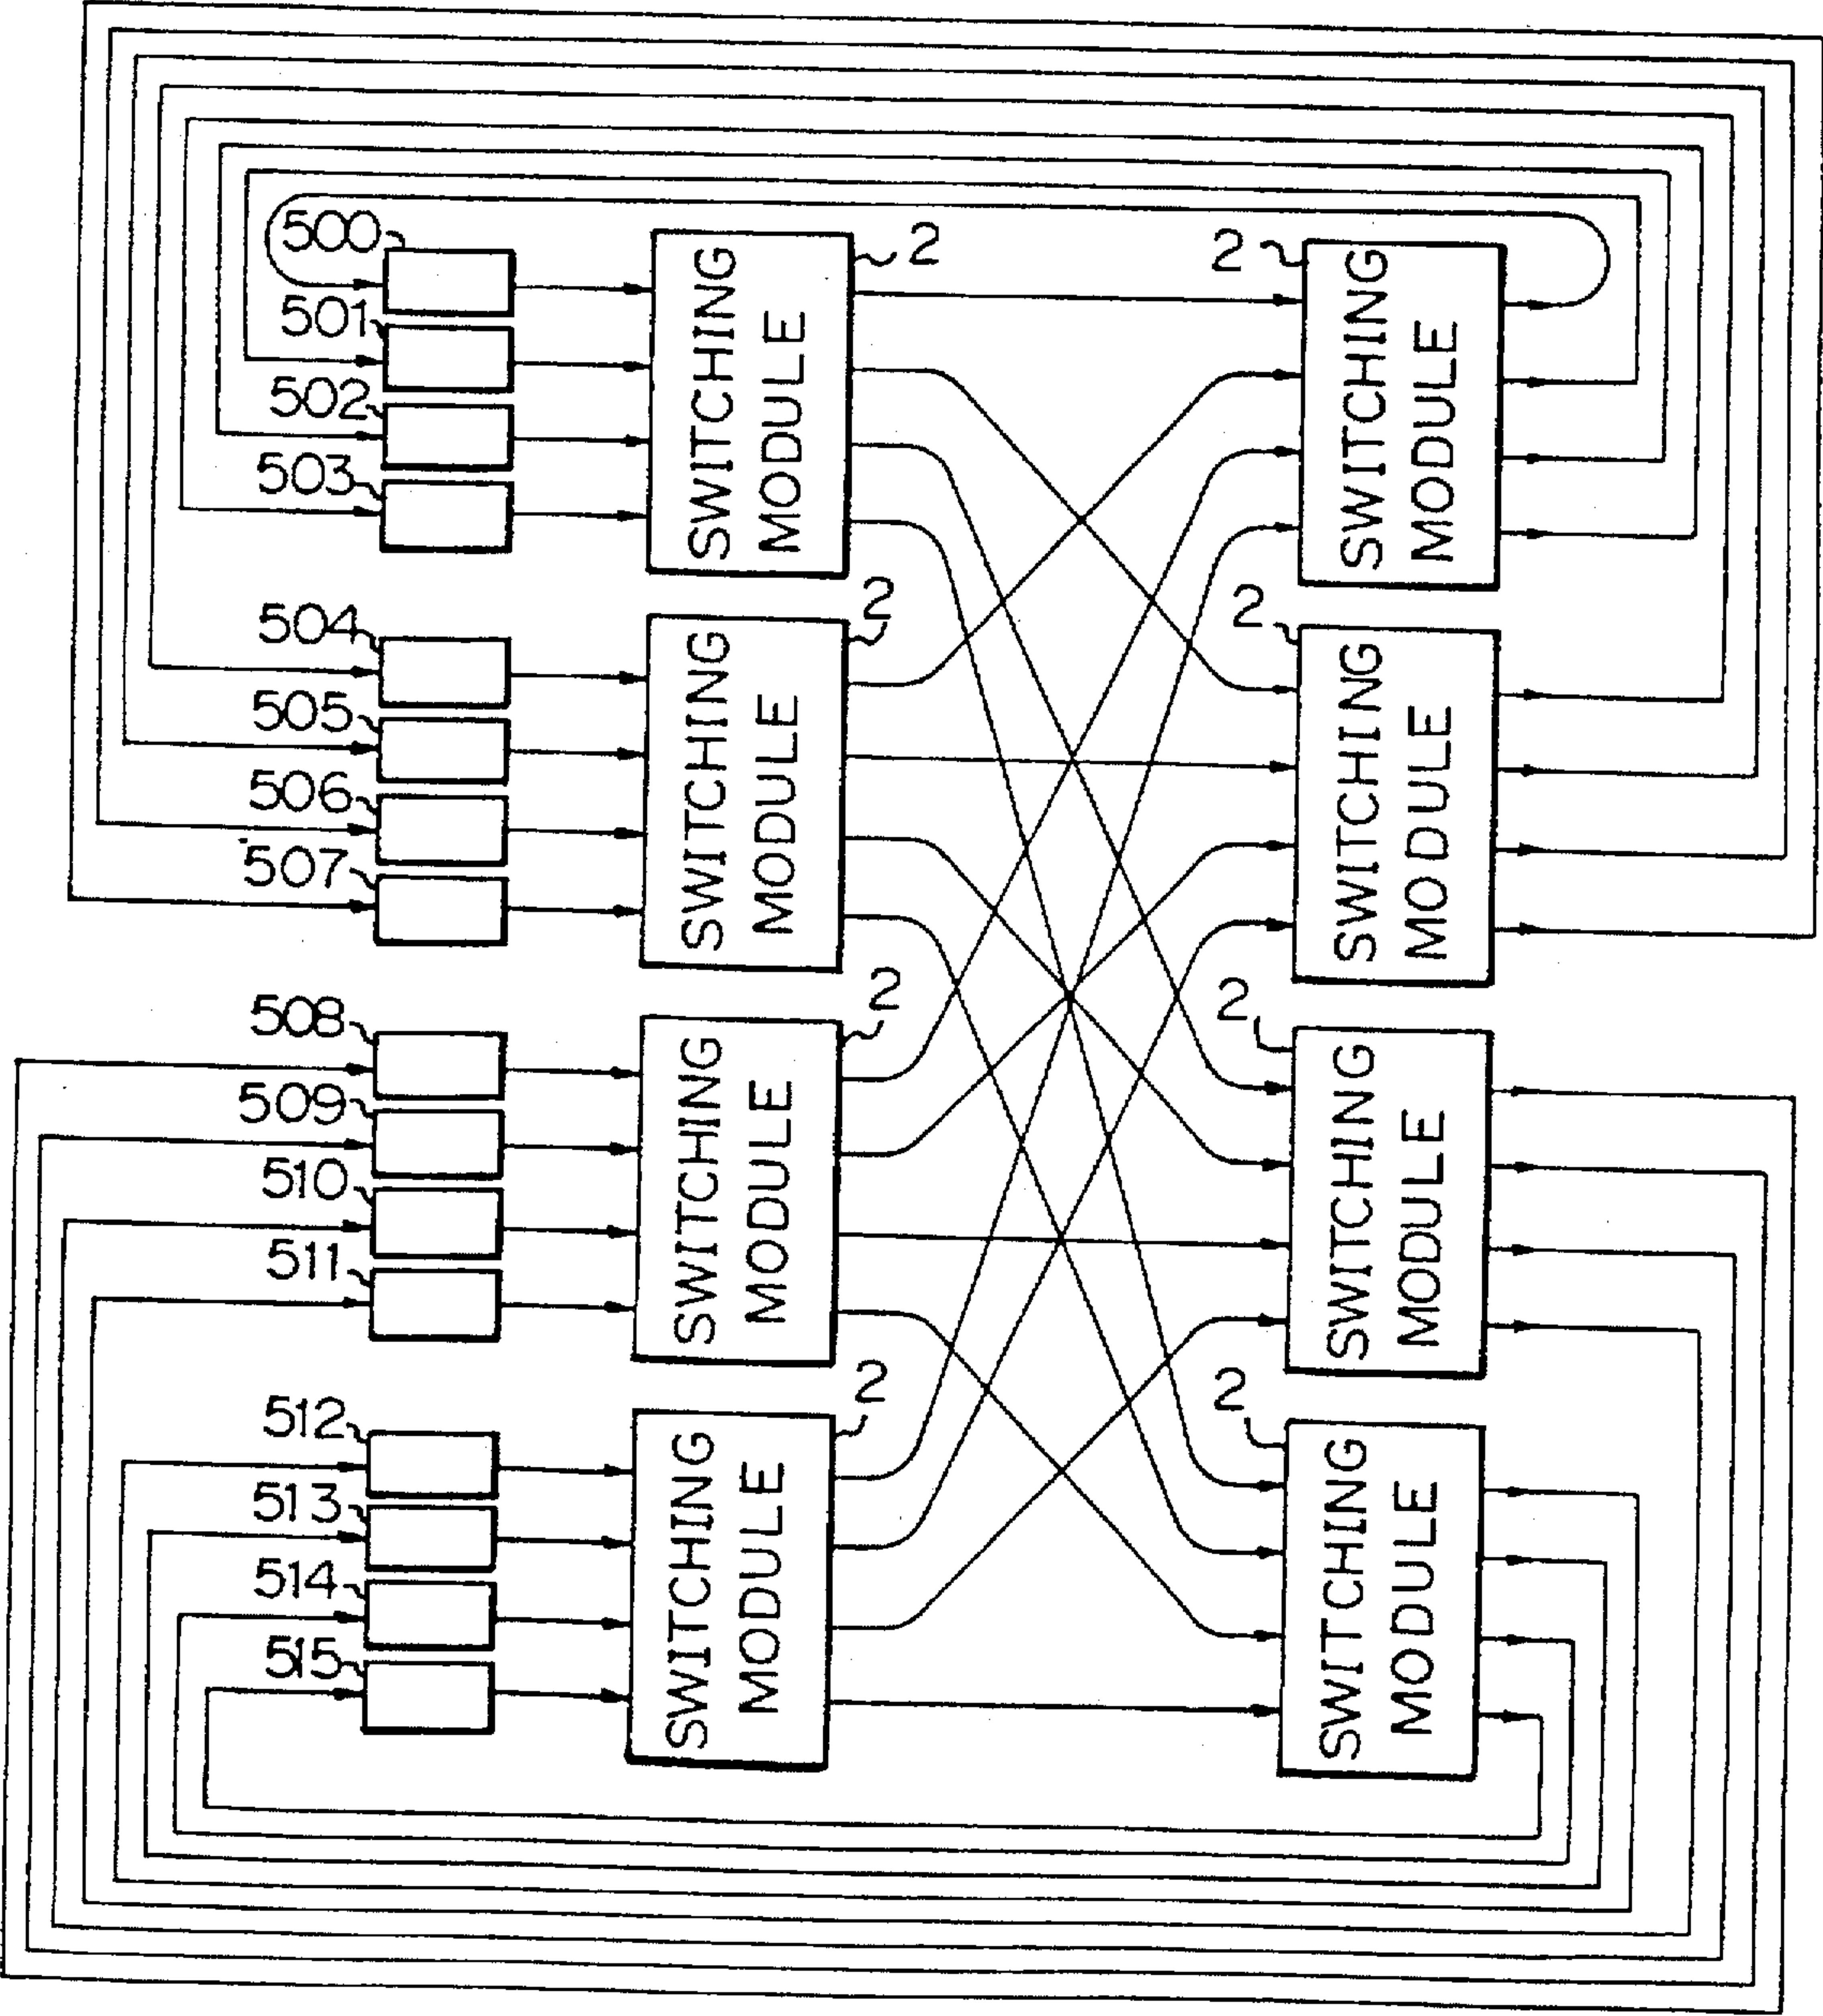 500
501
502
503
SWITCHING
MODULE
2
2
SWITCHING
MODULE
504
505
506
507
SWITCHING
MODULE
2
2
SWITCHING
MODULE
508
509
510
511
SWITCHING
MODULE
2
2
SWITCHING
MODULE
512
513
514
515
SWITCHING
MODULE
2
2
SWITCHING
MODULE